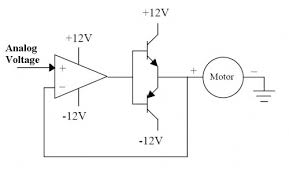 +12V
Analog
Voltage
+12V
+
-
-12V
+ Motor -
-12V